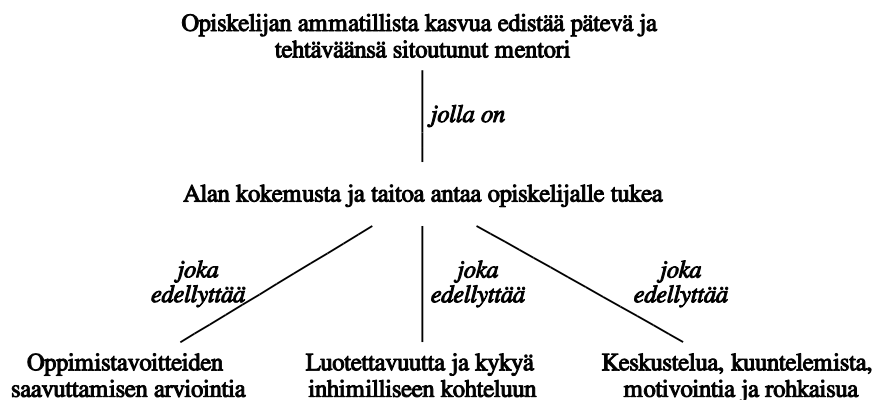 Opiskelijan ammatillista kasvua edistää pätevä ja
tehtäväänsä sitoutunut mentori
jolla on
Alan kokemusta ja taitoa antaa opiskelijalle tukea
joka
edellyttää
joka
edellyttää
joka
edellyttää
Oppimistavoitteiden
saavuttamisen arviointia
Luotettavuutta ja kykyä
inhimilliseen kohteluun
Keskustelua, kuuntelemista,
motivointia ja rohkaisua